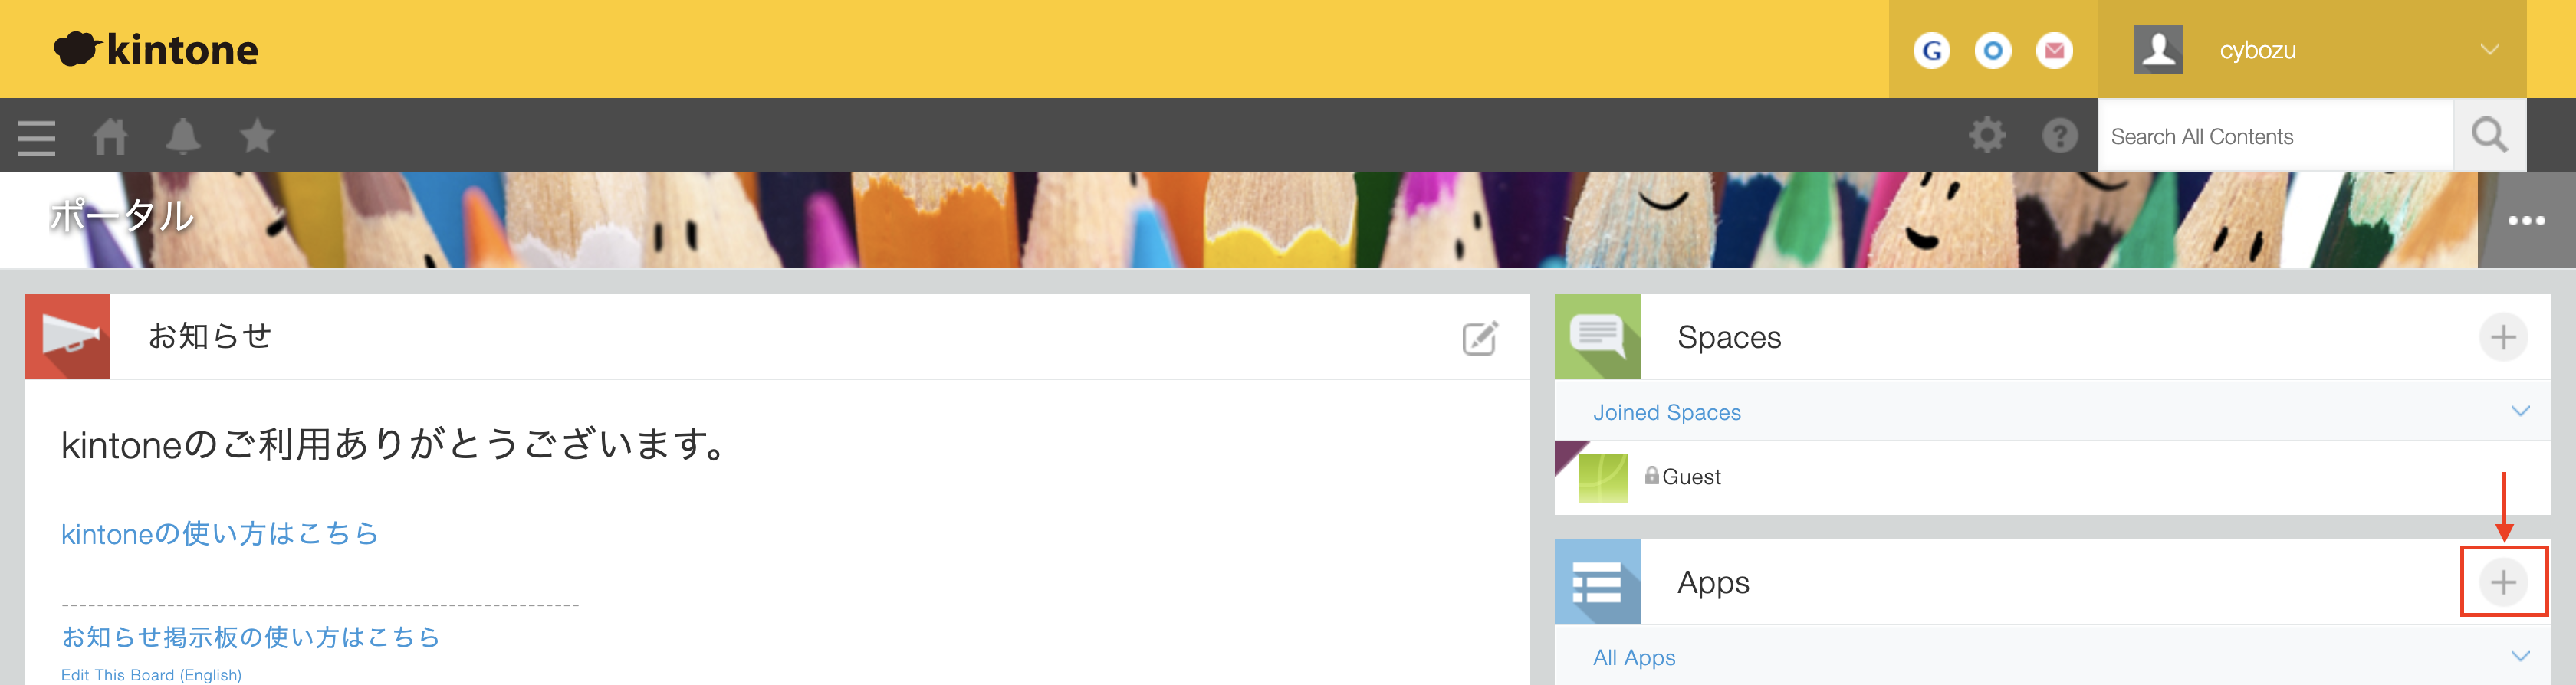 kintone
G
cybozu
Search All Contents
ポータル
お知らせ
kintoneのご利用ありがとうございます。
kintoneの使い方はこちら
--------------------------------------------------------
お知らせ掲示板の使い方はこちら
Edit This Board (English)
Spaces
Joined Spaces
Guest
Apps
All Apps